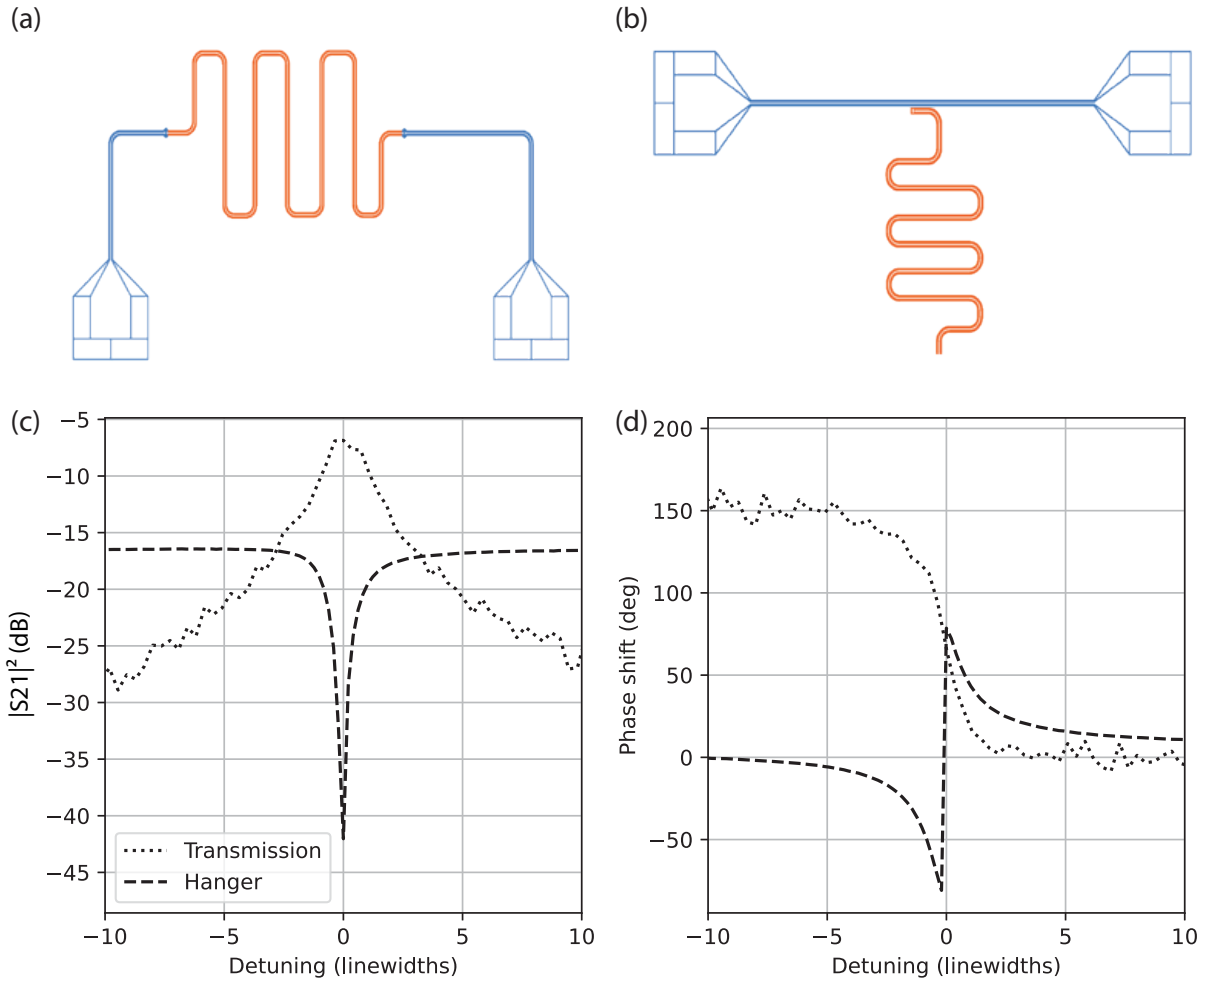 (a)
(b)
(c)
−5
−10
−15
−20
−25
−30
−35
−40
−45
|S21|² (dB)
Transmission
Hanger
−10
−5
0
5
10
Detuning (linewidths)
(d)
200
150
100
50
0
−50
Phase shift (deg)
−10
−5
0
5
10
Detuning (linewidths)